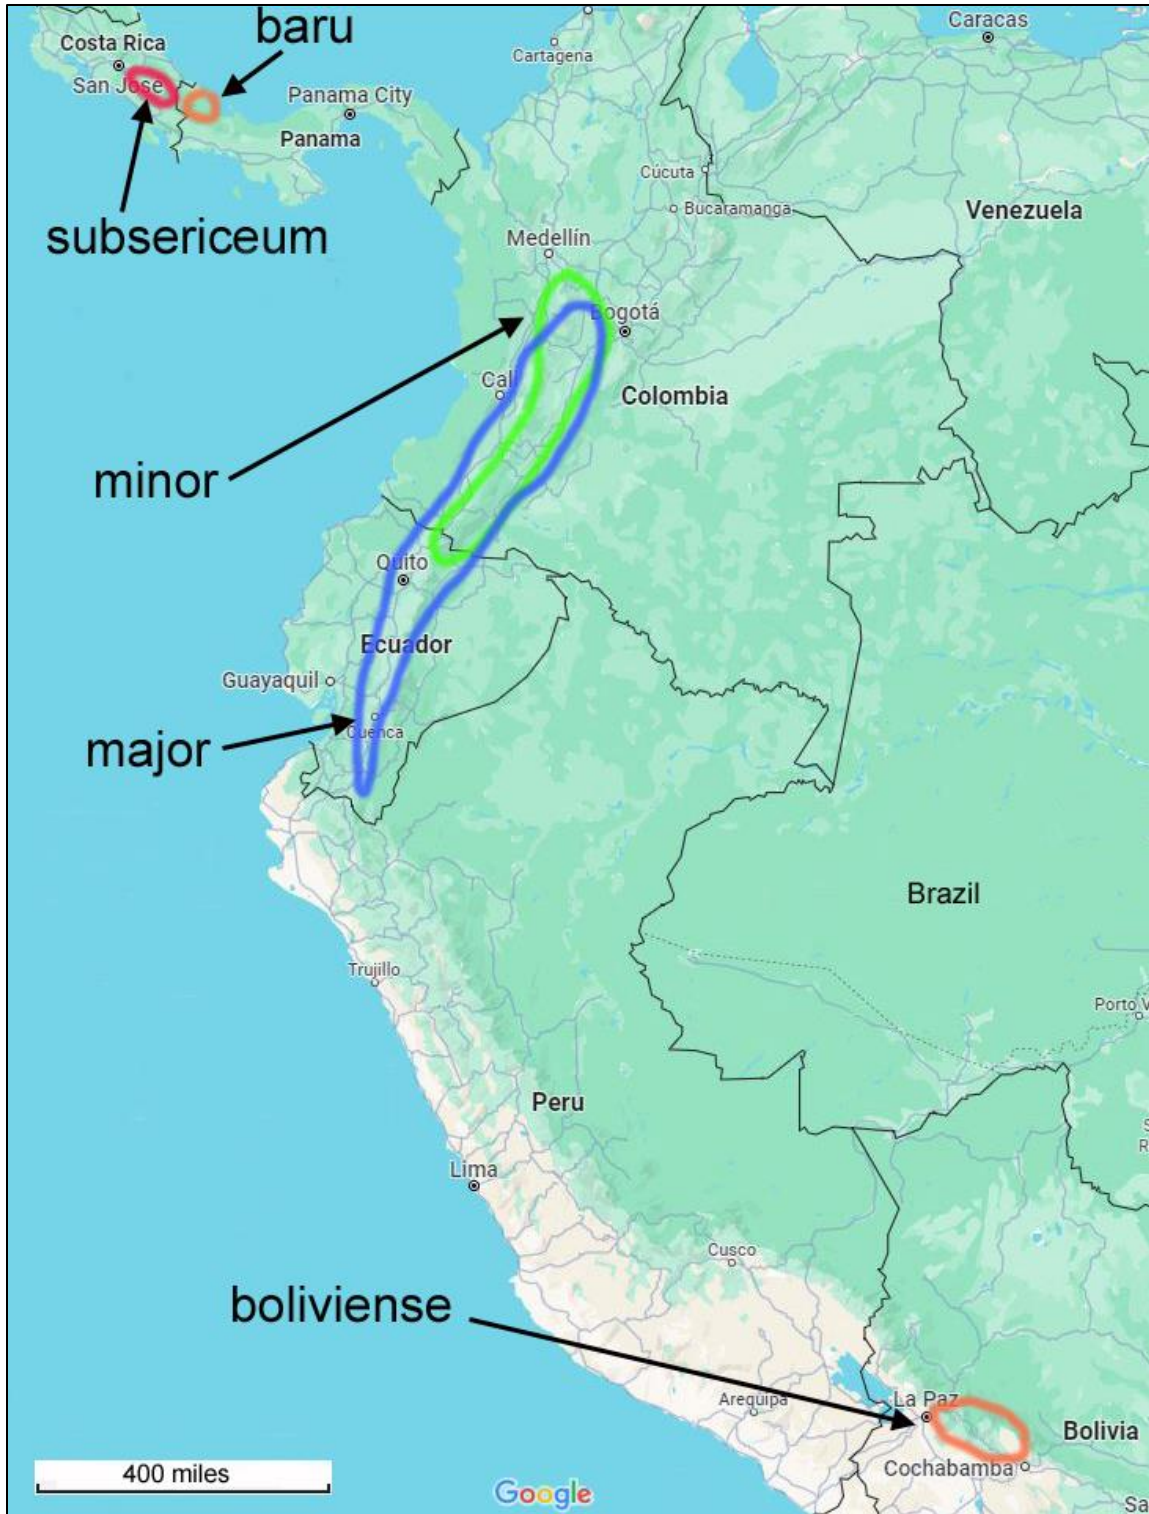 baru
Caracas
Costa Rica
Cartagena
San Jose
Panama City
Panama
Cúcuta
Bucaramanga
Venezuela
subsericeum
Medellín
Bogotá
Cali
Colombia
minor
Quito
Ecuador
Guayaquil
Cuenca
major
Brazil
Trujillo
Porto V
Peru
Lima
Cusco
boliviense
La Paz
Arequipa
Bolivia
Cochabamba
400 miles
Google
Sa